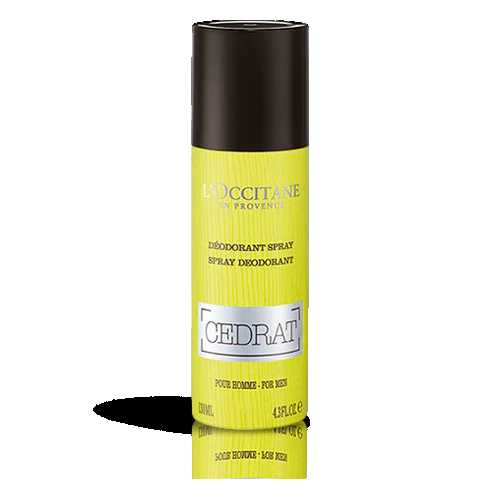 L'OCCITANE
EN PROVENCE
DÉODORANT SPRAY
SPRAY DEODORANT
CEDRAT
POUR HOMME - FOR MEN
130ML 4.3FL.OZ ℮